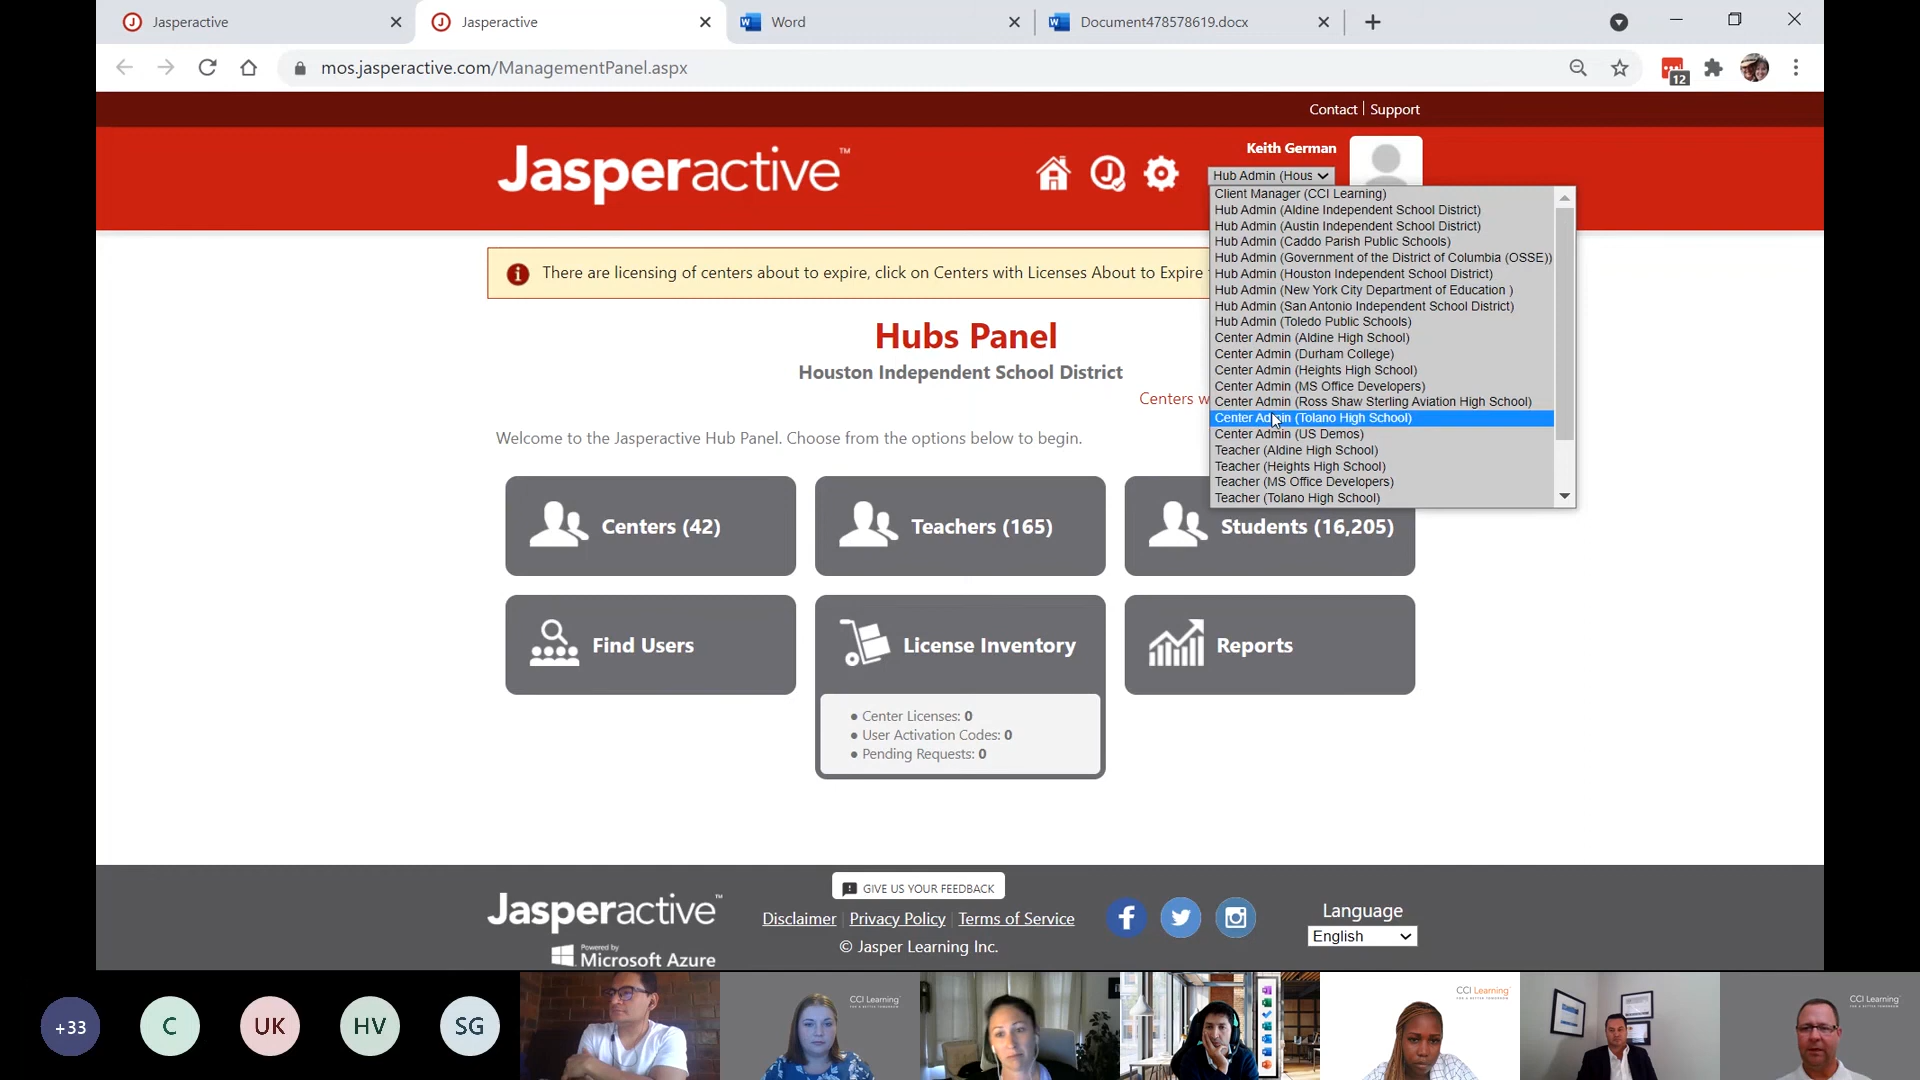 Jasperactive
Jasperactive
Word
Document478578619.docx
mos.jasperactive.com/ManagementPanel.aspx
12
Contact | Support
Jasperactive™
Keith German
Hub Admin (Hous
Client Manager (CCI Learning)
Hub Admin (Aldine Independent School District)
Hub Admin (Austin Independent School District)
Hub Admin (Caddo Parish Public Schools)
Hub Admin (Government of the District of Columbia (OSSE))
Hub Admin (Houston Independent School District)
Hub Admin (New York City Department of Education )
Hub Admin (San Antonio Independent School District)
Hub Admin (Toledo Public Schools)
Center Admin (Aldine High School)
Center Admin (Durham College)
Center Admin (Heights High School)
Center Admin (MS Office Developers)
Center Admin (Ross Shaw Sterling Aviation High School)
Center Admin (Tolano High School)
Center Admin (US Demos)
Teacher (Aldine High School)
Teacher (Heights High School)
Teacher (MS Office Developers)
Teacher (Tolano High School)
There are licensing of centers about to expire, click on Centers with Licenses About to Expire
Hubs Panel
Houston Independent School District
Centers w
Welcome to the Jasperactive Hub Panel. Choose from the options below to begin.
Centers (42)
Teachers (165)
Students (16,205)
Find Users
License Inventory
Reports
● Center Licenses: 0
● User Activation Codes: 0
● Pending Requests: 0
Jasperactive™
Powered by
Microsoft Azure
GIVE US YOUR FEEDBACK
Disclaimer | Privacy Policy | Terms of Service
© Jasper Learning Inc.
Language
English
+33
C
UK
HV
SG
CCI Learning
CCI Learning
CCI Learning